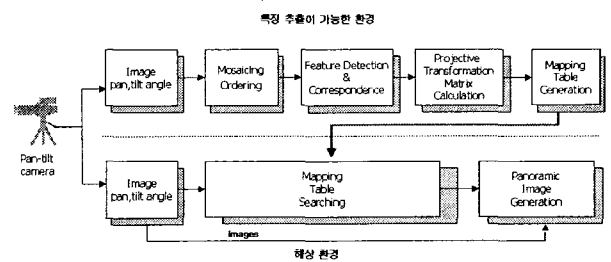 특징 추출이 가능한 환경
Image
pan,tilt angle
Mosaicing
Ordering
Feature Detection
&
Correspondence
Projective
Transformation
Matrix
Calculation
Mapping
Table
Generation
Pan-tilt
camera
Image
pan,tilt angle
Mapping
Table
Searching
Panoramic
Image
Generation
images
해상 환경